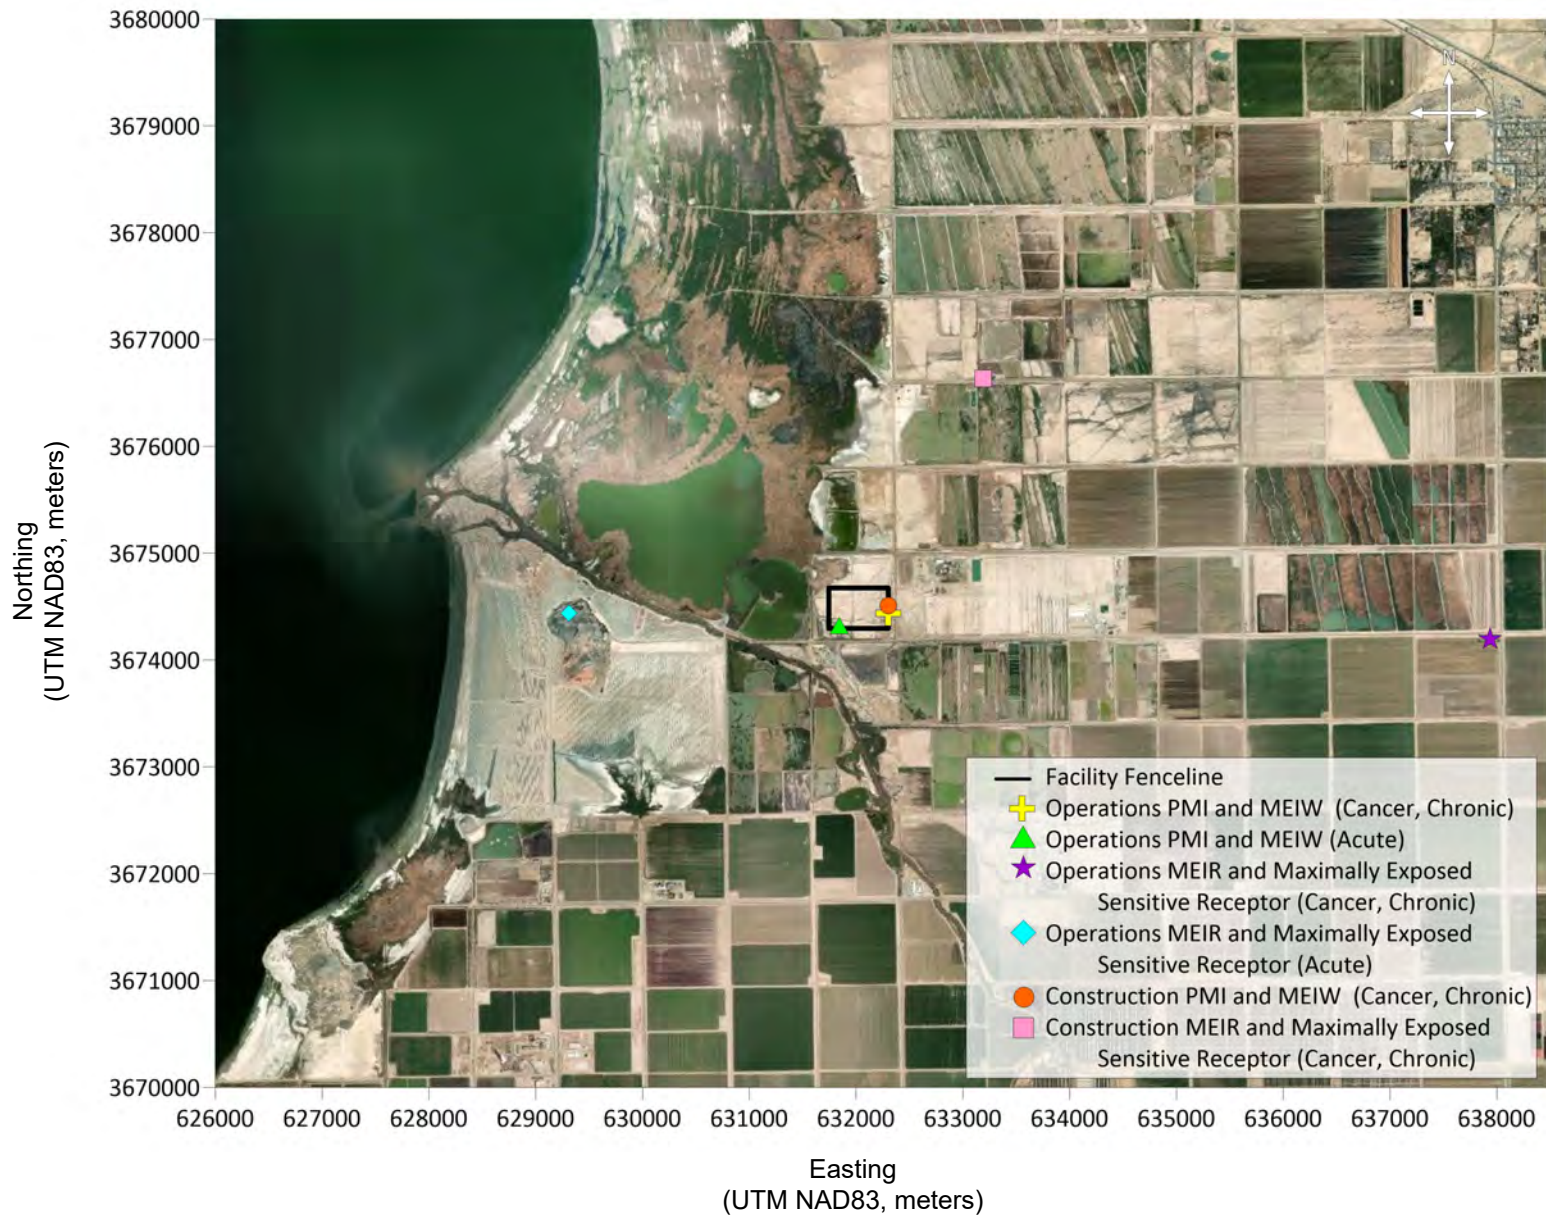 3680000
3679000
3678000
3677000
3676000
3675000
3674000
3673000
3672000
3671000
3670000
Northing
(UTM NAD83, meters)
N
Facility Fenceline
Operations PMI and MEIW (Cancer, Chronic)
Operations PMI and MEIW (Acute)
Operations MEIR and Maximally Exposed
Sensitive Receptor (Cancer, Chronic)
Operations MEIR and Maximally Exposed
Sensitive Receptor (Acute)
Construction PMI and MEIW (Cancer, Chronic)
Construction MEIR and Maximally Exposed
Sensitive Receptor (Cancer, Chronic)
626000 627000 628000 629000 630000 631000 632000 633000 634000 635000 636000 637000 638000
Easting
(UTM NAD83, meters)